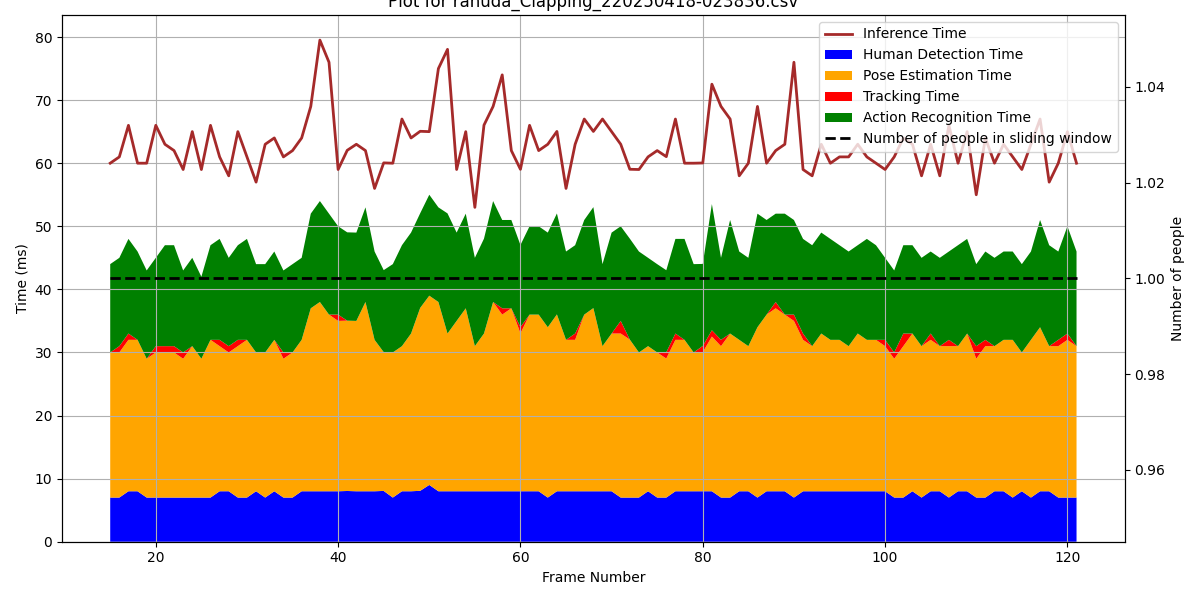 Plot for ranuda_Clapping_220250418-023836.csv
Inference Time
Human Detection Time
Pose Estimation Time
Tracking Time
Action Recognition Time
Number of people in sliding window
Time (ms)
80
70
60
50
40
30
20
10
0
20
40
60
80
100
120
Frame Number
1.04
1.02
1.00
0.98
0.96
Number of people